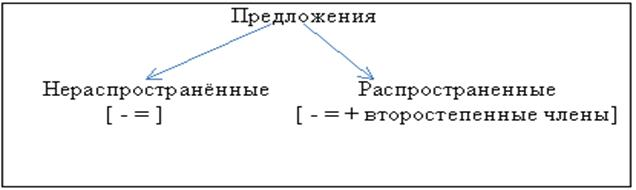 Предложения
Нераспространённые Распространенные
[ - = ] [ - = + второстепенные члены]